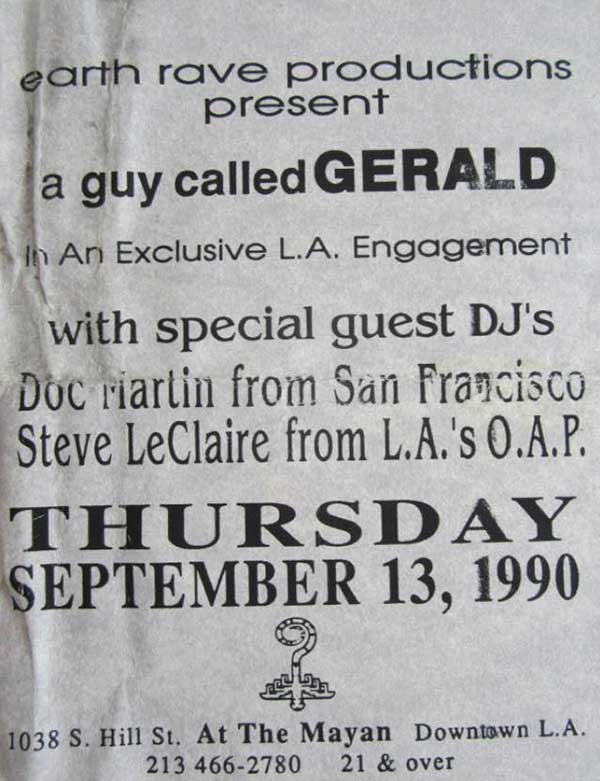 earth rave productions
present
a guy called GERALD
In An Exclusive L.A. Engagement
with special guest DJ's
Doc Martin from San Francisco
Steve LeClaire from L.A.'s O.A.P.
THURSDAY
SEPTEMBER 13, 1990
1038 S. Hill St. At The Mayan Downtown L.A.
213 466-2780 21 & over